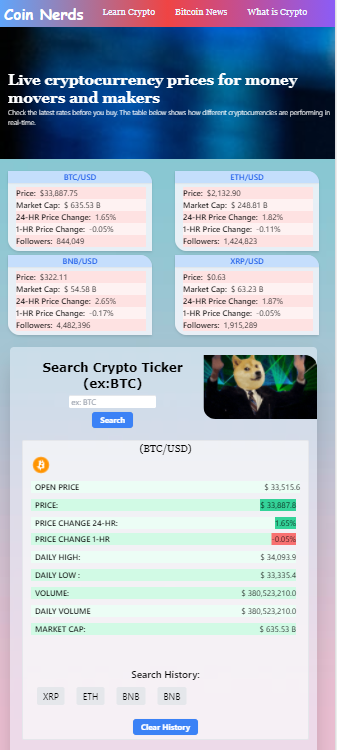 Coin Nerds
Learn Crypto
Bitcoin News
What is Crypto
Live cryptocurrency prices for money
movers and makers
Check the latest rates before you buy. The table below shows how different cryptocurrencies are performing in
real-time.
BTC/USD
Price: $33,887.75
Market Cap: $ 635.53 B
24-HR Price Change: 1.65%
1-HR Price Change: -0.05%
Followers: 844,049
ETH/USD
Price: $2,132.90
Market Cap: $ 248.81 B
24-HR Price Change: 1.82%
1-HR Price Change: -0.11%
Followers: 1,424,823
BNB/USD
Price: $322.11
Market Cap: $ 54.58 B
24-HR Price Change: 2.65%
1-HR Price Change: -0.17%
Followers: 4,482,396
XRP/USD
Price: $0.63
Market Cap: $ 63.23 B
24-HR Price Change: 1.87%
1-HR Price Change: -0.05%
Followers: 1,915,289
Search Crypto Ticker
(ex:BTC)
ex: BTC
Search
(BTC/USD)
OPEN PRICE $ 33,515.6
PRICE: $ 33,887.8
PRICE CHANGE 24-HR: 1.65%
PRICE CHANGE 1-HR -0.05%
DAILY HIGH: $ 34,093.9
DAILY LOW : $ 33,335.4
VOLUME: $ 380,523,210.0
DAILY VOLUME $ 380,523,210.0
MARKET CAP: $ 635.53 B
Search History:
XRP ETH BNB BNB
Clear History